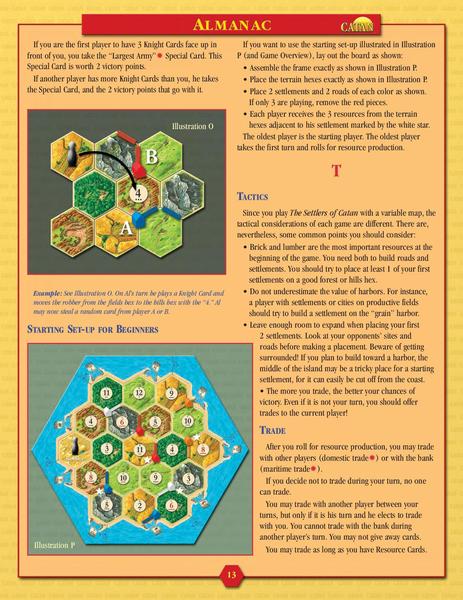 ALMANAC
CATAN
If you are the first player to have 3 Knight Cards face up in
front of you, you take the “Largest Army”* Special Card. This
Special Card is worth 2 victory points.
If another player has more Knight Cards than you, he takes
the Special Card, and the 2 victory points that go with it.
Illustration O
B
4
A
Example: See Illustration O. On Al's turn he plays a Knight Card and
moves the robber from the fields hex to the hills hex with the “4.” Al
may now steal a random card from player A or B.
STARTING SET-UP FOR BEGINNERS
11
12
9
4
6
5
10
3
11
4
8
8
10
9
3
5
2
6
Illustration P
If you want to use the starting set-up illustrated in Illustration
P (and Game Overview), lay out the board as shown:
• Assemble the frame exactly as shown in Illustration P.
• Place the terrain hexes exactly as shown in Illustration P.
• Place 2 settlements and 2 roads of each color as shown.
If only 3 are playing, remove the red pieces.
• Each player receives the 3 resources from the terrain
hexes adjacent to his settlement marked by the white star.
The oldest player is the starting player. The oldest player
takes the first turn and rolls for resource production.
T
TACTICS
Since you play The Settlers of Catan with a variable map, the
tactical considerations of each game are different. There are,
nevertheless, some common points you should consider:
• Brick and lumber are the most important resources at the
beginning of the game. You need both to build roads and
settlements. You should try to place at least 1 of your first
settlements on a good forest or hills hex.
• Do not underestimate the value of harbors. For instance,
a player with settlements or cities on productive fields
should try to build a settlement on the “grain” harbor.
• Leave enough room to expand when placing your first
2 settlements. Look at your opponents' sites and
roads before making a placement. Beware of getting
surrounded! If you plan to build toward a harbor, the
middle of the island may be a tricky place for a starting
settlement, for it can easily be cut off from the coast.
• The more you trade, the better your chances of
victory. Even if it is not your turn, you should offer
trades to the current player!
TRADE
After you roll for resource production, you may trade
with other players (domestic trade*) or with the bank
(maritime trade*).
If you decide not to trade during your turn, no one
can trade.
You may trade with another player between your
turns, but only if it is his turn and he elects to trade
with you. You cannot trade with the bank during
another player's turn. You may not give away cards.
You may trade as long as you have Resource Cards.
13